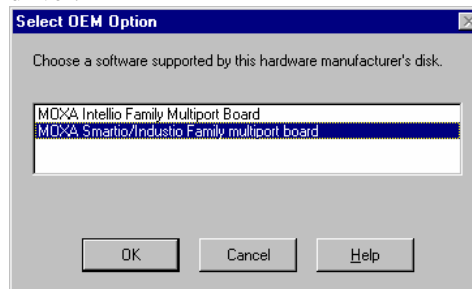 Select OEM Option
Choose a software supported by this hardware manufacturer's disk.
MOXA Intellio Family Multiport Board
MOXA Smartio/Industio Family multiport board
OK
Cancel
Help